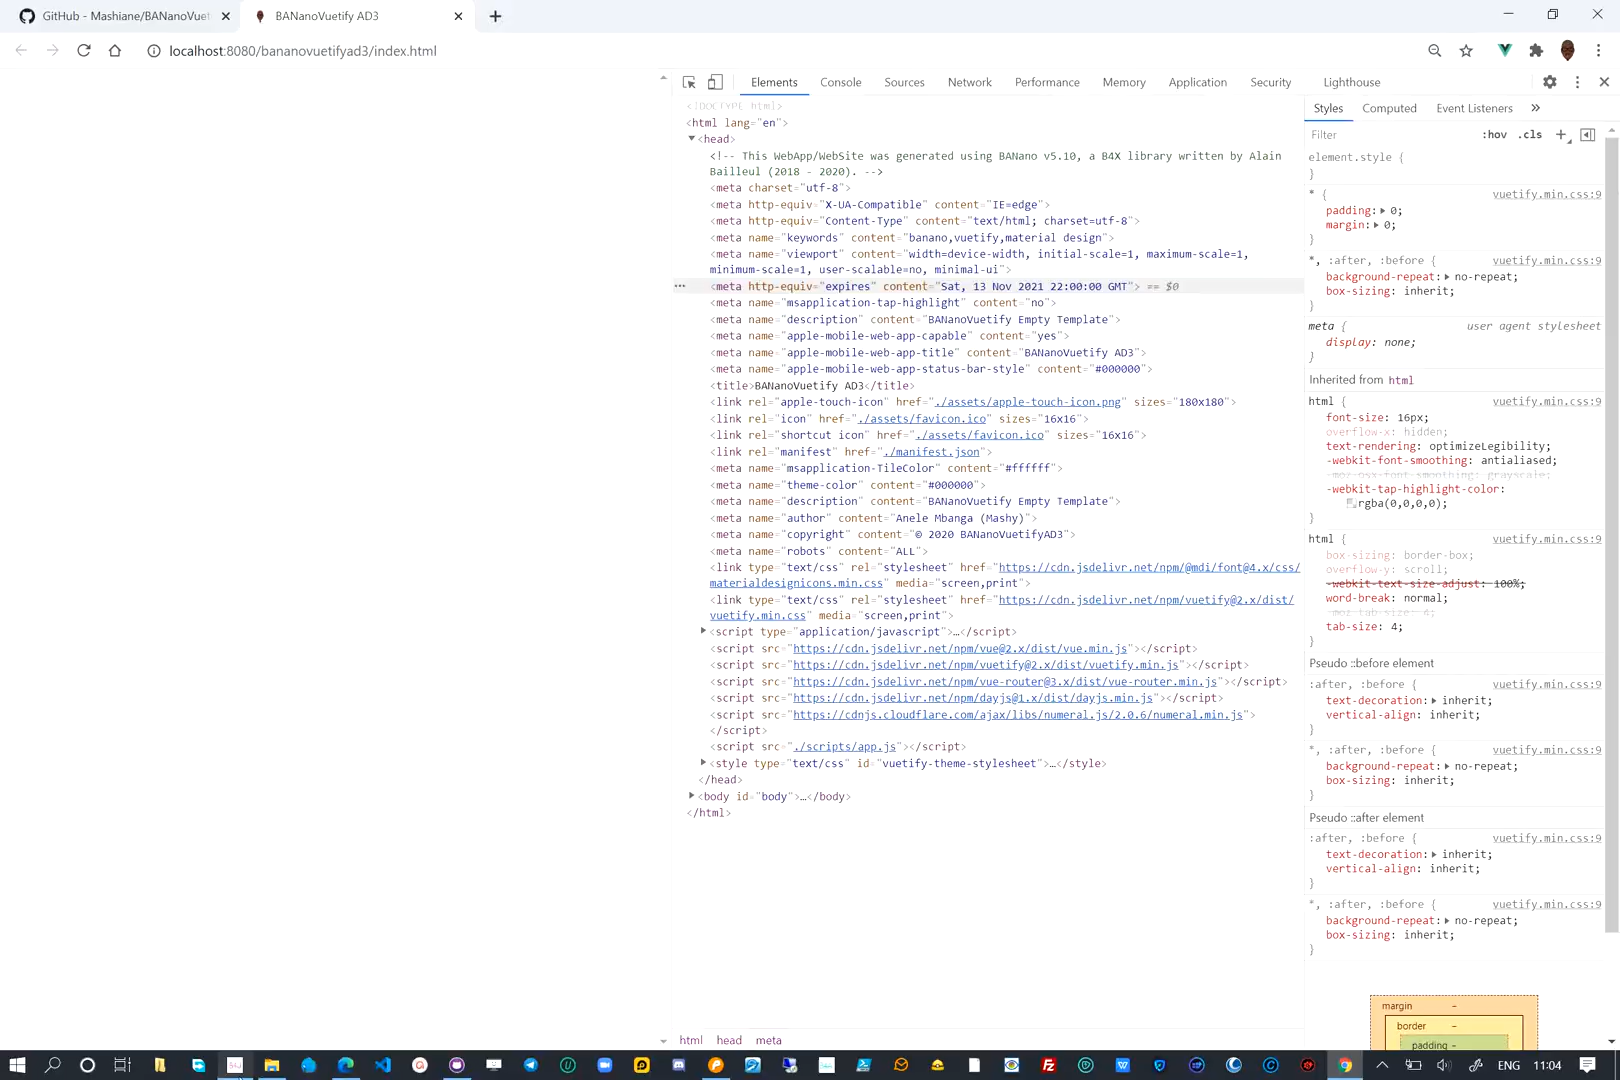 GitHub - Mashiane/BANanoVuet
BANanoVuetify AD3
localhost:8080/bananovuetifyad3/index.html
Elements Console Sources Network Performance Memory Application Security Lighthouse
<!DOCTYPE html>
<html lang="en">
<head>
<!-- This WebApp/WebSite was generated using BANano v5.10, a B4X library written by Alain
Bailleul (2018 - 2020). -->
<meta charset="utf-8">
<meta http-equiv="X-UA-Compatible" content="IE=edge">
<meta http-equiv="Content-Type" content="text/html; charset=utf-8">
<meta name="keywords" content="banano,vuetify,material design">
<meta name="viewport" content="width=device-width, initial-scale=1, maximum-scale=1,
minimum-scale=1, user-scalable=no, minimal-ui">
<meta http-equiv="expires" content="Sat, 13 Nov 2021 22:00:00 GMT"> == $0
<meta name="msapplication-tap-highlight" content="no">
<meta name="description" content="BANanoVuetify Empty Template">
<meta name="apple-mobile-web-app-capable" content="yes">
<meta name="apple-mobile-web-app-title" content="BANanoVuetify AD3">
<meta name="apple-mobile-web-app-status-bar-style" content="#000000">
<title>BANanoVuetify AD3</title>
<link rel="apple-touch-icon" href="./assets/apple-touch-icon.png" sizes="180x180">
<link rel="icon" href="./assets/favicon.ico" sizes="16x16">
<link rel="shortcut icon" href="./assets/favicon.ico" sizes="16x16">
<link rel="manifest" href="./manifest.json">
<meta name="msapplication-TileColor" content="#ffffff">
<meta name="theme-color" content="#000000">
<meta name="description" content="BANanoVuetify Empty Template">
<meta name="author" content="Anele Mbanga (Mashy)">
<meta name="copyright" content="© 2020 BANanoVuetifyAD3">
<meta name="robots" content="ALL">
<link type="text/css" rel="stylesheet" href="https://cdn.jsdelivr.net/npm/@mdi/font@4.x/css/
materialdesignicons.min.css" media="screen,print">
<link type="text/css" rel="stylesheet" href="https://cdn.jsdelivr.net/npm/vuetify@2.x/dist/
vuetify.min.css" media="screen,print">
<script type="application/javascript">…</script>
<script src="https://cdn.jsdelivr.net/npm/vue@2.x/dist/vue.min.js"></script>
<script src="https://cdn.jsdelivr.net/npm/vuetify@2.x/dist/vuetify.min.js"></script>
<script src="https://cdn.jsdelivr.net/npm/vue-router@3.x/dist/vue-router.min.js"></script>
<script src="https://cdn.jsdelivr.net/npm/dayjs@1.x/dist/dayjs.min.js"></script>
<script src="https://cdnjs.cloudflare.com/ajax/libs/numeral.js/2.0.6/numeral.min.js">
</script>
<script src="./scripts/app.js"></script>
<style type="text/css" id="vuetify-theme-stylesheet">…</style>
</head>
<body id="body">…</body>
</html>
html head meta
Styles Computed Event Listeners »
Filter :hov .cls +
element.style {
}
* { vuetify.min.css:9
padding: 0;
margin: 0;
}
*, :after, :before { vuetify.min.css:9
background-repeat: no-repeat;
box-sizing: inherit;
}
meta { user agent stylesheet
display: none;
}
Inherited from html
html { vuetify.min.css:9
font-size: 16px;
overflow-x: hidden;
text-rendering: optimizeLegibility;
-webkit-font-smoothing: antialiased;
-moz-osx-font-smoothing: grayscale;
-webkit-tap-highlight-color:
rgba(0,0,0,0);
}
html { vuetify.min.css:9
box-sizing: border-box;
overflow-y: scroll;
-webkit-text-size-adjust: 100%;
word-break: normal;
-moz-tab-size: 4;
tab-size: 4;
}
Pseudo ::before element
:after, :before { vuetify.min.css:9
text-decoration: inherit;
vertical-align: inherit;
}
*, :after, :before { vuetify.min.css:9
background-repeat: no-repeat;
box-sizing: inherit;
}
Pseudo ::after element
:after, :before { vuetify.min.css:9
text-decoration: inherit;
vertical-align: inherit;
}
*, :after, :before { vuetify.min.css:9
background-repeat: no-repeat;
box-sizing: inherit;
}
margin -
border -
padding -
ENG 11:04